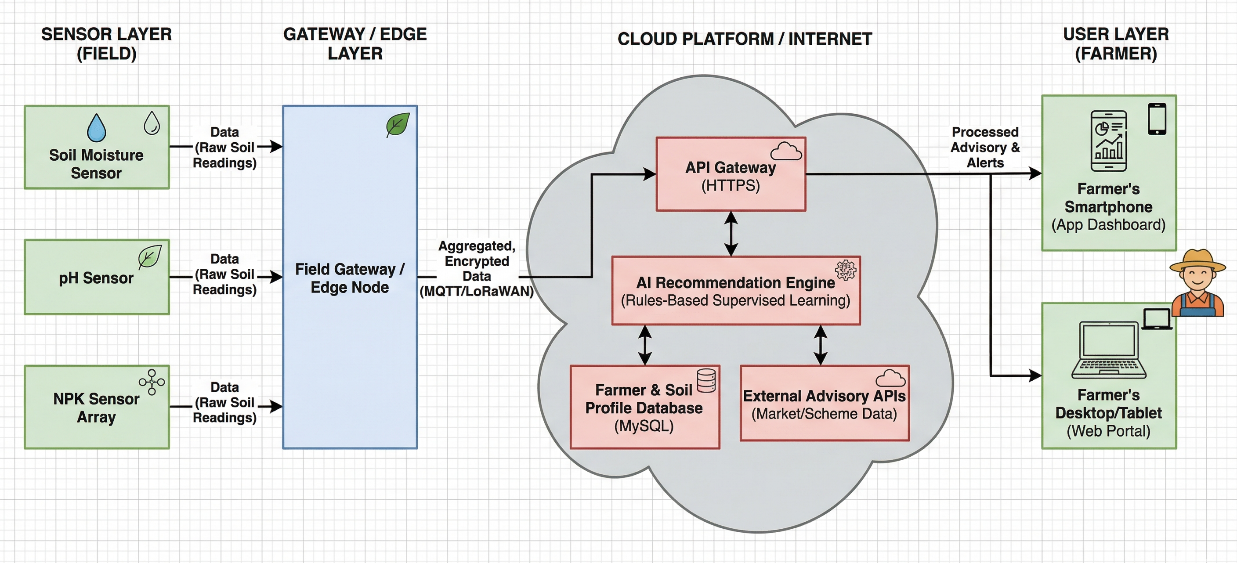 SENSOR LAYER
(FIELD)
GATEWAY / EDGE
LAYER
CLOUD PLATFORM / INTERNET
USER LAYER
(FARMER)
Soil Moisture
Sensor
Data
(Raw Soil
Readings)
pH Sensor
Data
(Raw Soil
Readings)
NPK Sensor
Array
Data
(Raw Soil
Readings)
Field Gateway /
Edge Node
Aggregated,
Encrypted
Data
(MQTT/LoRaWAN)
API Gateway
(HTTPS)
AI Recommendation Engine
(Rules-Based Supervised Learning)
Farmer & Soil
Profile Database
(MySQL)
External Advisory APIs
(Market/Scheme Data)
Processed
Advisory &
Alerts
Farmer's
Smartphone
(App Dashboard)
Farmer's
Desktop/Tablet
(Web Portal)